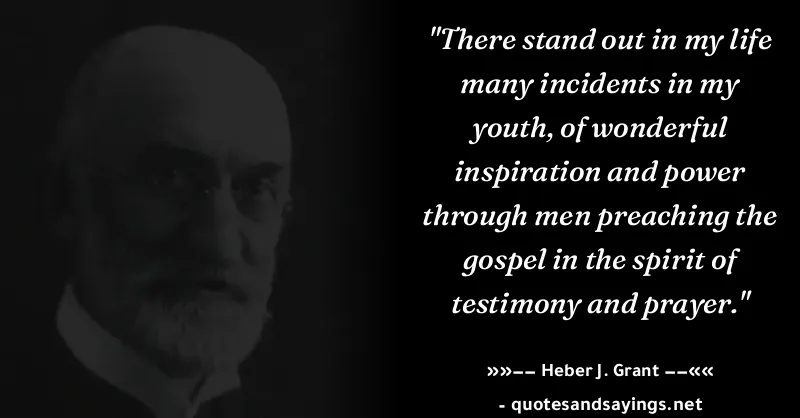 "There stand out in my life
many incidents in my
youth, of wonderful
inspiration and power
through men preaching the
gospel in the spirit of
testimony and prayer."
»»–– Heber J. Grant ––««
- quotesandsayings.net